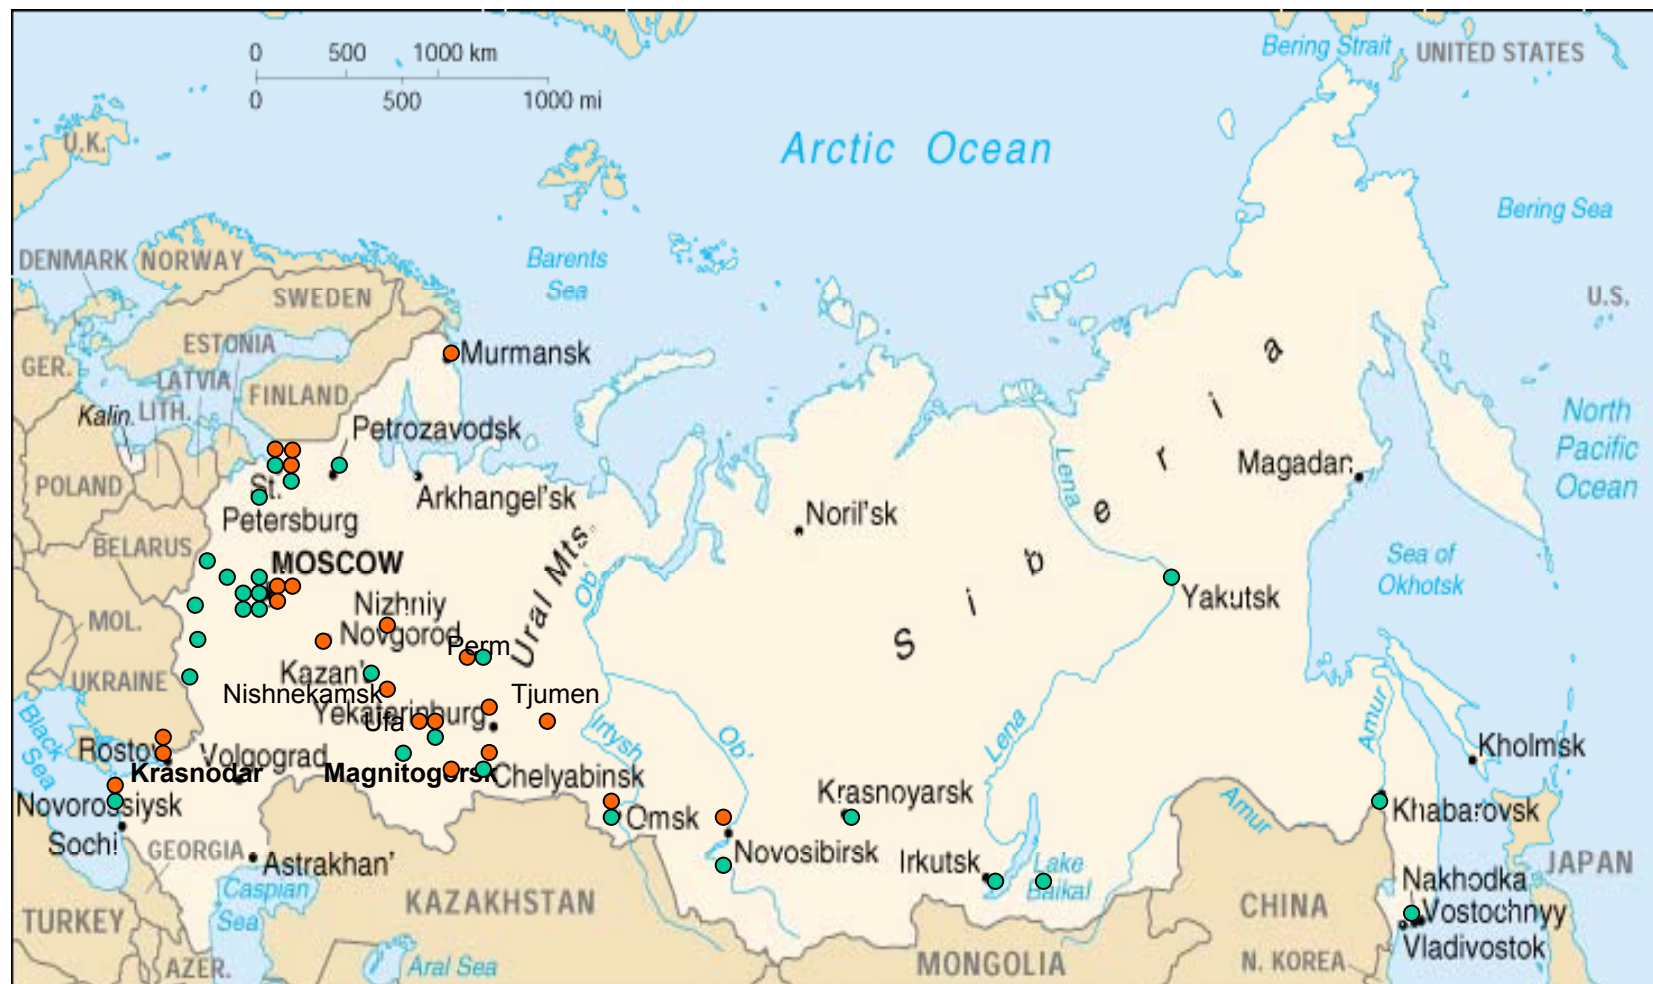 0 500 1000 km
0 500 1000 mi
Bering Strait
UNITED STATES
U.K.
Arctic Ocean
Bering Sea
DENMARK
NORWAY
Barents
Sea
SWEDEN
U.S.
ESTONIA
GER.
LATVIA
FINLAND
Murmansk
Kalin.
LITH.
Petrozavodsk
North
Pacific
Ocean
POLAND
St.
Petersburg
Arkhangel'sk
Noril'sk
Lena
Magadan
BELARUS
MOSCOW
Ural Mts.
Ob'
S i b e r i a
Sea of
Okhotsk
Yakutsk
MOL.
Nizhniy
Novgorod
Perm
UKRAINE
Kazan'
Nishnekamsk
Tjumen
Yekaterinburg
Ufa
Irtysh
Ob'
Lena
Amur
Black
Sea
Rostov
Volgograd
Krasnodar
Magnitogorsk
Chelyabinsk
Kholmsk
Novorossiysk
Omsk
Krasnoyarsk
Amur
Khabarovsk
Sochi
GEORGIA
Astrakhan'
Novosibirsk
Irkutsk
Lake
Baikal
JAPAN
Caspian
Sea
KAZAKHSTAN
CHINA
Nakhodka
Vostochnyy
Vladivostok
TURKEY
AZER.
Aral Sea
MONGOLIA
N. KOREA